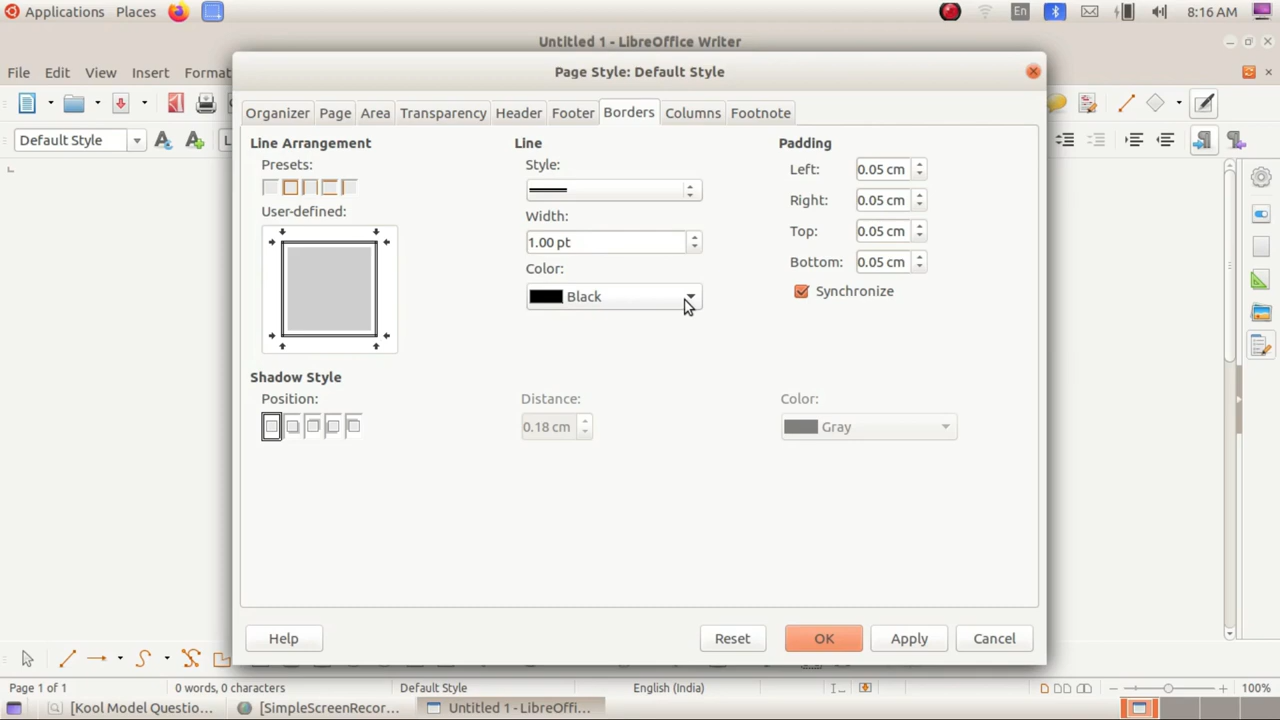 Applications Places En 8:16 AM
Untitled 1 - LibreOffice Writer
Page Style: Default Style
File Edit View Insert Format
Organizer Page Area Transparency Header Footer Borders Columns Footnote
Default Style
Line Arrangement
Presets:
User-defined:
Line
Style:
Width:
1.00 pt
Color:
Black
Padding
Left: 0.05 cm
Right: 0.05 cm
Top: 0.05 cm
Bottom: 0.05 cm
Synchronize
Shadow Style
Position:
Distance:
0.18 cm
Color:
Gray
Help Reset OK Apply Cancel
Page 1 of 1 0 words, 0 characters Default Style English (India) 100%
[Kool Model Questio... [SimpleScreenRecor... Untitled 1 - LibreOffi...